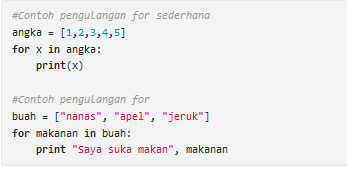 #Contoh pengulangan for sederhana
angka = [1,2,3,4,5]
for x in angka:
    print(x)

#Contoh pengulangan for
buah = ["nanas", "apel", "jeruk"]
for makanan in buah:
    print "Saya suka makan", makanan